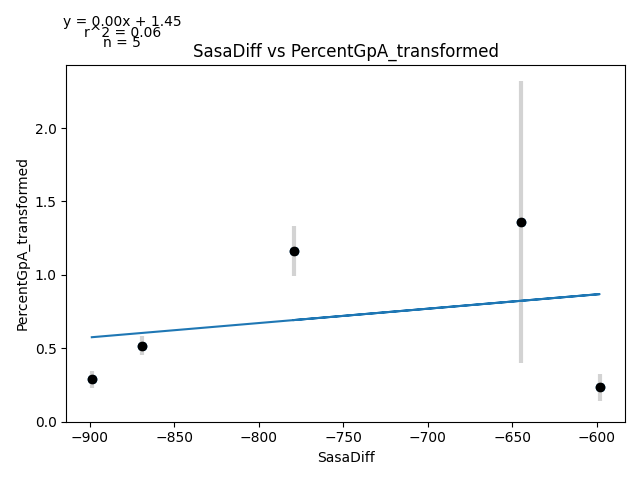 y = 0.00x + 1.45
r^2 = 0.06
n = 5
SasaDiff vs PercentGpA_transformed
PercentGpA_transformed
2.0
1.5
1.0
0.5
0.0
−900
−850
−800
−750
−700
−650
−600
SasaDiff